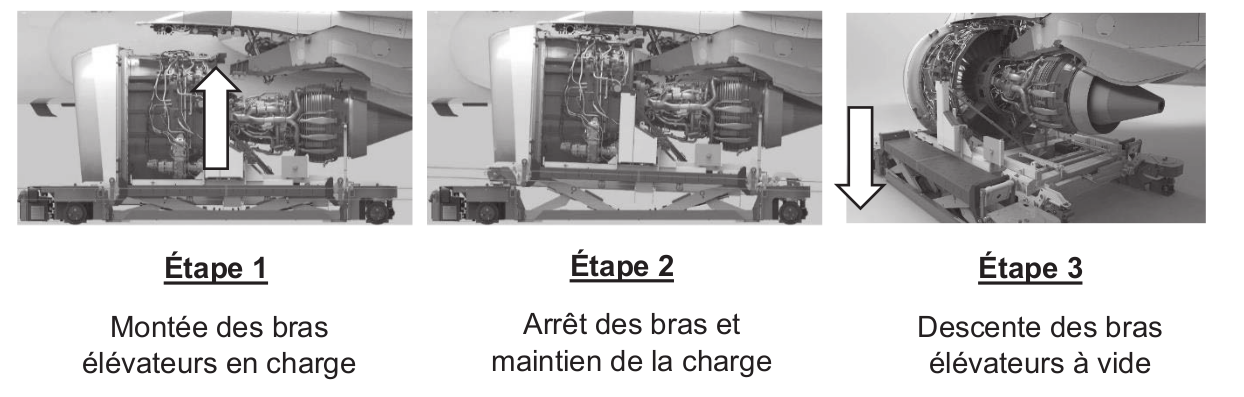 Étape 1
Montée des bras
élévateurs en charge
Étape 2
Arrêt des bras et
maintien de la charge
Étape 3
Descente des bras
élévateurs à vide